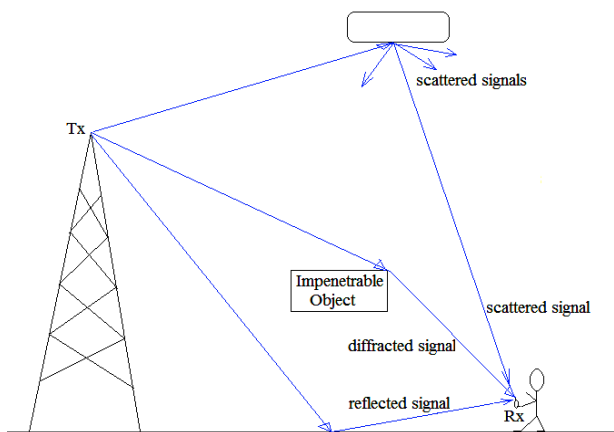 scattered signals
Tx
Impenetrable
Object
scattered signal
diffracted signal
reflected signal
Rx